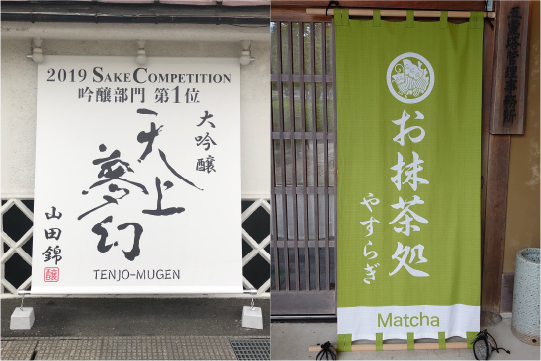 2019 SAKE COMPETITION
吟醸部門 第1位
大吟醸
天上
夢幻
山田錦
醸
TENJO-MUGEN
お抹茶処
やすらぎ
Matcha